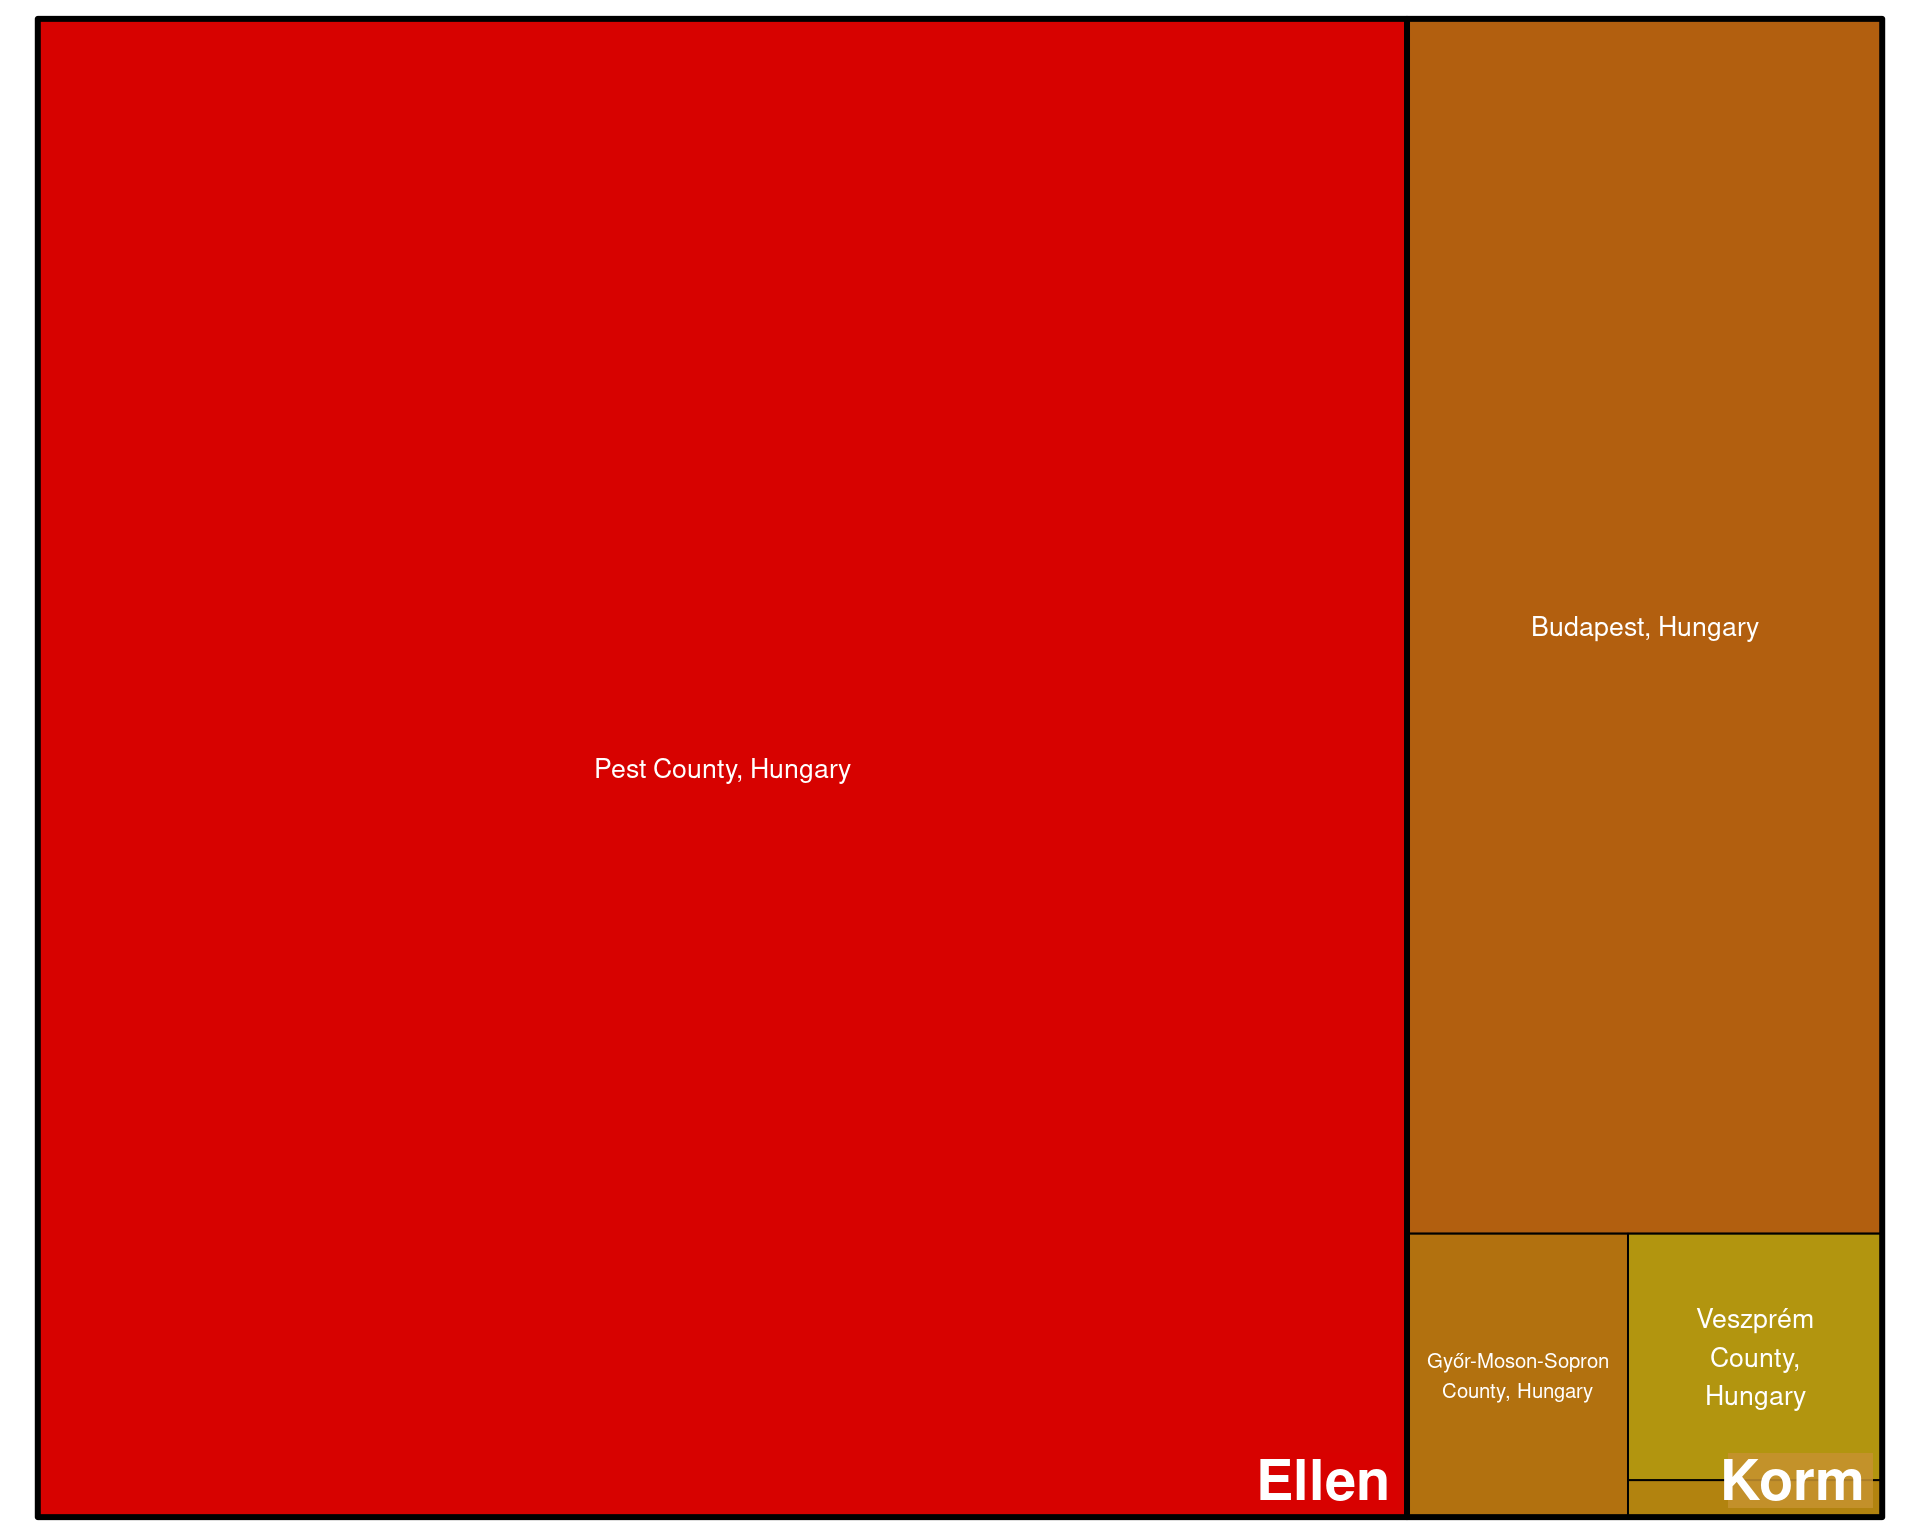 Budapest, Hungary
Pest County, Hungary
Veszprém
County,
Hungary
Győr-Moson-Sopron
County, Hungary
Ellen
Korm